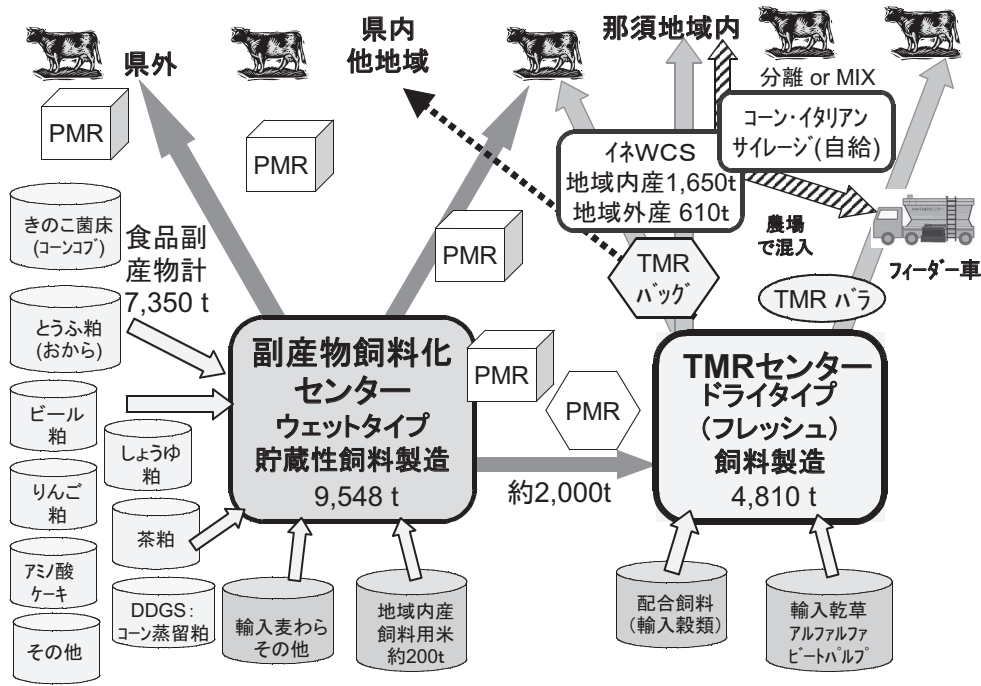 県外
県内
他地域
那須地域内
分離 or MIX
PMR
PMR
コーン・イタリアン
サイレージ(自給)
イネWCS
地域内産1,650t
地域外産 610t
きのこ菌床
(コーンコブ)
食品副
産物計
7,350 t
PMR
TMR
バッグ
農場
で混入
フィーダー車
TMR バラ
とうふ粕
(おから)
副産物飼料化
センター
ウェットタイプ
貯蔵性飼料製造
9,548 t
PMR
PMR
約2,000t
TMRセンター
ドライタイプ
(フレッシュ)
飼料製造
4,810 t
ビール
粕
しょうゆ
粕
りんご
粕
茶粕
アミノ酸
ケーキ
DDGS:
コーン蒸留粕
その他
輸入麦わら
その他
地域内産
飼料用米
約200t
配合飼料
(輸入穀類)
輸入乾草
アルファルファ
ビートパルプ